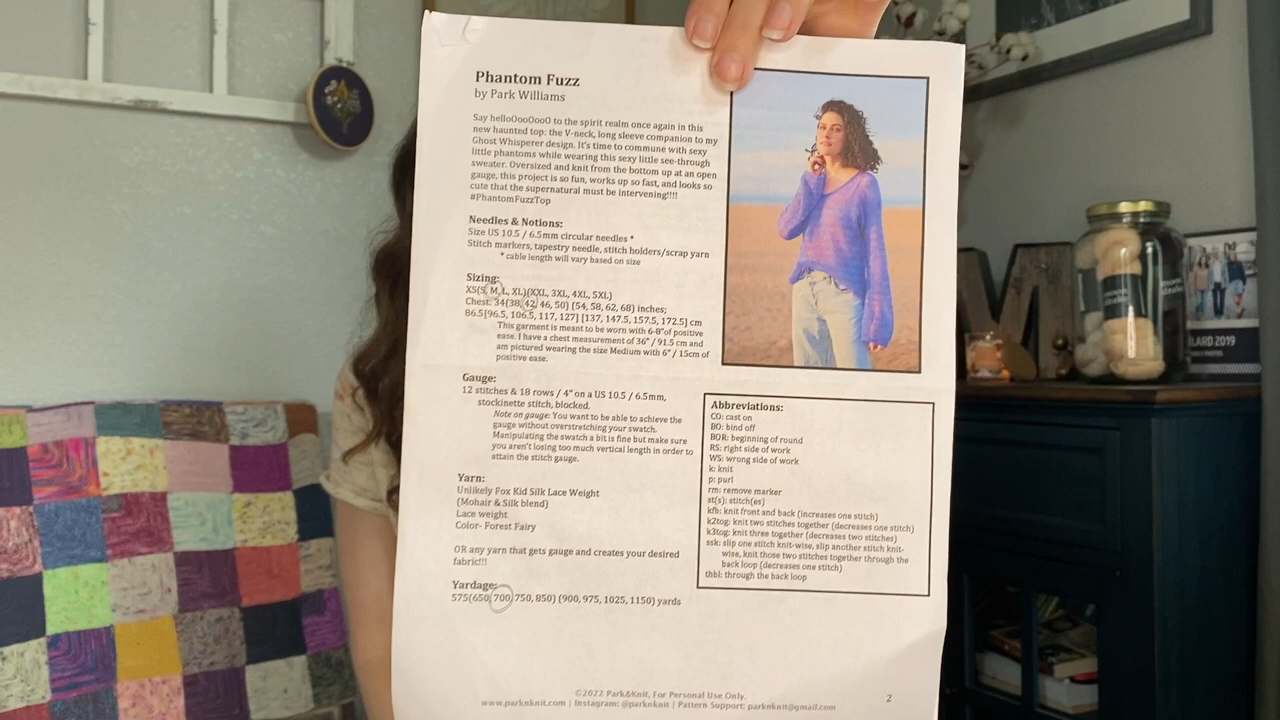 Phantom Fuzz
by Park Williams
Say helloOooOooO to the spirit realm once again in this
new haunted top: the V-neck, long sleeve companion to my
Ghost Whisperer design. It's time to commune with sexy
little phantoms while wearing this sexy little see-through
sweater. Oversized and knit from the bottom up at an open
gauge, this project is so fun, works up so fast, and looks so
cute that the supernatural must be intervening!!!!
#PhantomFuzzTop
Needles & Notions:
Size US 10.5 / 6.5mm circular needles *
Stitch markers, tapestry needle, stitch holders/scrap yarn
* cable length will vary based on size
Sizing:
XS(S, M, L, XL)(XXL, 3XL, 4XL, 5XL)
Chest: 34[38, 42, 46, 50) (54, 58, 62, 68) inches;
86.5[96.5, 106.5, 117, 127] [137, 147.5, 157.5, 172.5] cm
This garment is meant to be worn with 6-8"of positive
ease. I have a chest measurement of 36" / 91.5 cm and
am pictured wearing the size Medium with 6" / 15cm of
positive ease.
Gauge:
12 stitches & 18 rows / 4" on a US 10.5 / 6.5mm,
stockinette stitch, blocked.
Note on gauge: You want to be able to achieve the
gauge without overstretching your swatch.
Manipulating the swatch a bit is fine but make sure
you aren't losing too much vertical length in order to
attain the stitch gauge.
Yarn:
Unlikely Fox Kid Silk Lace Weight
(Mohair & Silk blend)
Lace weight
Color- Forest Fairy
OR any yarn that gets gauge and creates your desired
fabric!!!
Yardage:
575(650, 700, 750, 850) (900, 975, 1025, 1150) yards
Abbreviations:
CO: cast on
BO: bind off
BOR: beginning of round
RS: right side of work
WS: wrong side of work
k: knit
p: purl
rm: remove marker
st(s): stitch(es)
kfb: knit front and back (increases one stitch)
k2tog: knit two stitches together (decreases one stitch)
k3tog: knit three together (decreases two stitches)
ssk: slip one stitch knit-wise, slip another stitch knit-
wise, knit those two stitches together through the
back loop (decreases one stitch)
thbl: through the back loop
©2022 Park&Knit, For Personal Use Only.
www.parknknit.com | Instagram: @parknknit | Pattern Support: parknknit@gmail.com
2
M
LARD 2019